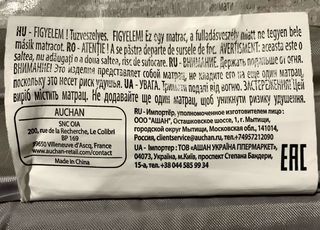 HU - FIGYELEM ! Tűzveszélyes. FIGYELEM! Ez egy matrac, a fulladásveszély miatt ne tegyen bele
másik matracot. RO - ATENȚIE ! A se păstra departe de sursele de foc. AVERTISMENT: aceasta este o
saltea, nu adăugați o a doua saltea, risc de sufocare. RU - ВНИМАНИЕ. Держать подальше от огня.
ВНИМАНИЕ! Это изделие представляет собой матрац, не кладите на него еще один матрац,
поскольку это несет риск удушья. UA - УВАГА. Тримати подалі від вогню. ЗАСТЕРЕЖЕННЯ! Цей
виріб містить матрац. Не додавайте ще один матрац, щоб уникнути ризику удушення.
AUCHAN
SNC OIA
200, rue de la Recherche, Le Colibri
BP 169
59650 Villeneuve d'Ascq, France
www.auchan-retail.com/contact
Made in China
RU - Импортер, уполномоченное изготовителем лицо :
ООО "АШАН", Осташковское шоссе, 1, г. Мытищи,
городской округ Мытищи, Московская область, 141014,
Россия, clientservice@auchan.ru, тел+74957212090
UA - Імпортер : ТОВ «АШАН УКРАЇНА ГІПЕРМАРКЕТ»,
04073, Україна, м.Київ, проспект Степана Бандери,
15-а, тел.+38 044 585 99 34
EAC